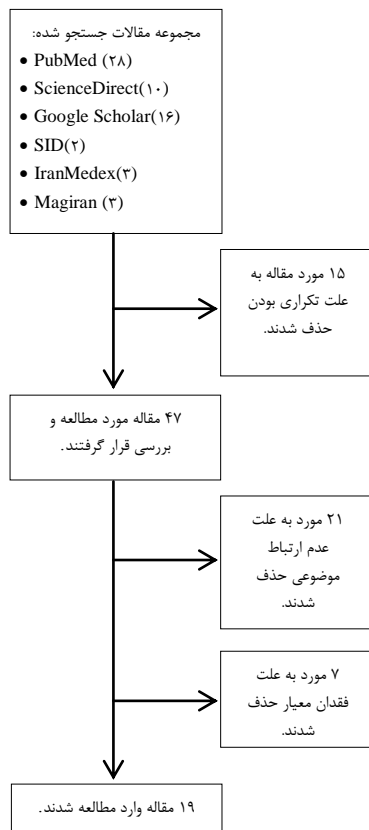 مجموعه مقالات جستجو شده:
• PubMed (۲۸)
• ScienceDirect(۱۰)
• Google Scholar(۱۶)
• SID(۲)
• IranMedex(۳)
• Magiran (۳)
۱۵ مورد مقاله به
علت تکراری بودن
حذف شدند.
۴۷ مقاله مورد مطالعه و
بررسی قرار گرفتند.
۲۱ مورد به علت
عدم ارتباط
موضوعی حذف
شدند.
۷ مورد به علت
فقدان معیار حذف
شدند.
۱۹ مقاله وارد مطالعه شدند.